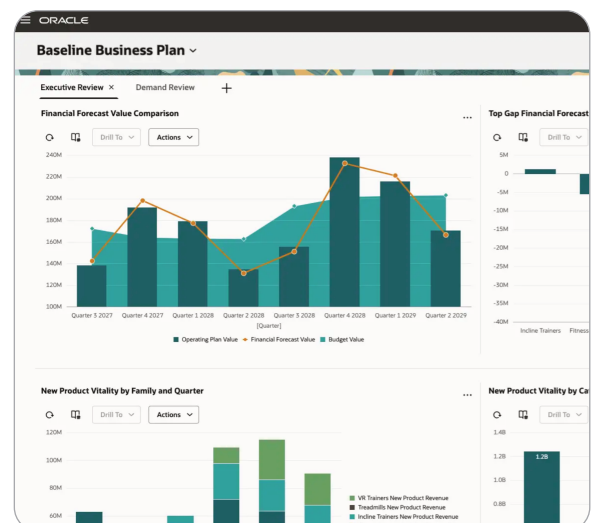 ORACLE
Baseline Business Plan
Executive Review ×
Demand Review
+
Financial Forecast Value Comparison
...
Drill To
Actions
240M
220M
200M
180M
160M
140M
120M
100M
Quarter 3 2027
Quarter 4 2027
Quarter 1 2028
Quarter 2 2028
Quarter 3 2028
Quarter 4 2028
Quarter 1 2029
Quarter 2 2029
[Quarter]
Operating Plan Value
Financial Forecast Value
Budget Value
Top Gap Financial Forecast
Drill To
5M
0
-5M
-10M
-15M
-20M
-25M
-30M
-35M
-40M
Incline Trainers
Fitness
New Product Vitality by Family and Quarter
...
Drill To
Actions
120M
100M
80M
60M
VR Trainers New Product Revenue
Treadmills New Product Revenue
Incline Trainers New Product Revenue
New Product Vitality by Ca
Drill To
1.4B
1.2B
1.0B
0.8B
1.2B